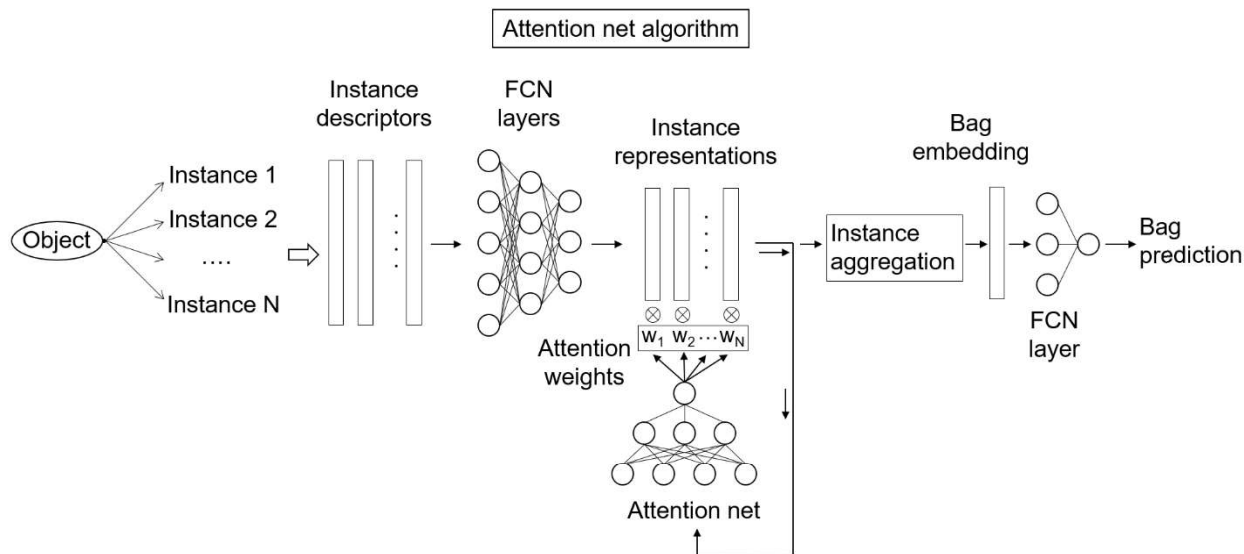 Attention net algorithm
Instance
descriptors
FCN
layers
Instance
representations
Bag
embedding
Object
Instance 1
Instance 2
....
Instance N
Instance
aggregation
Bag
prediction
FCN
layer
Attention
weights
w1 w2 ··· wN
Attention net